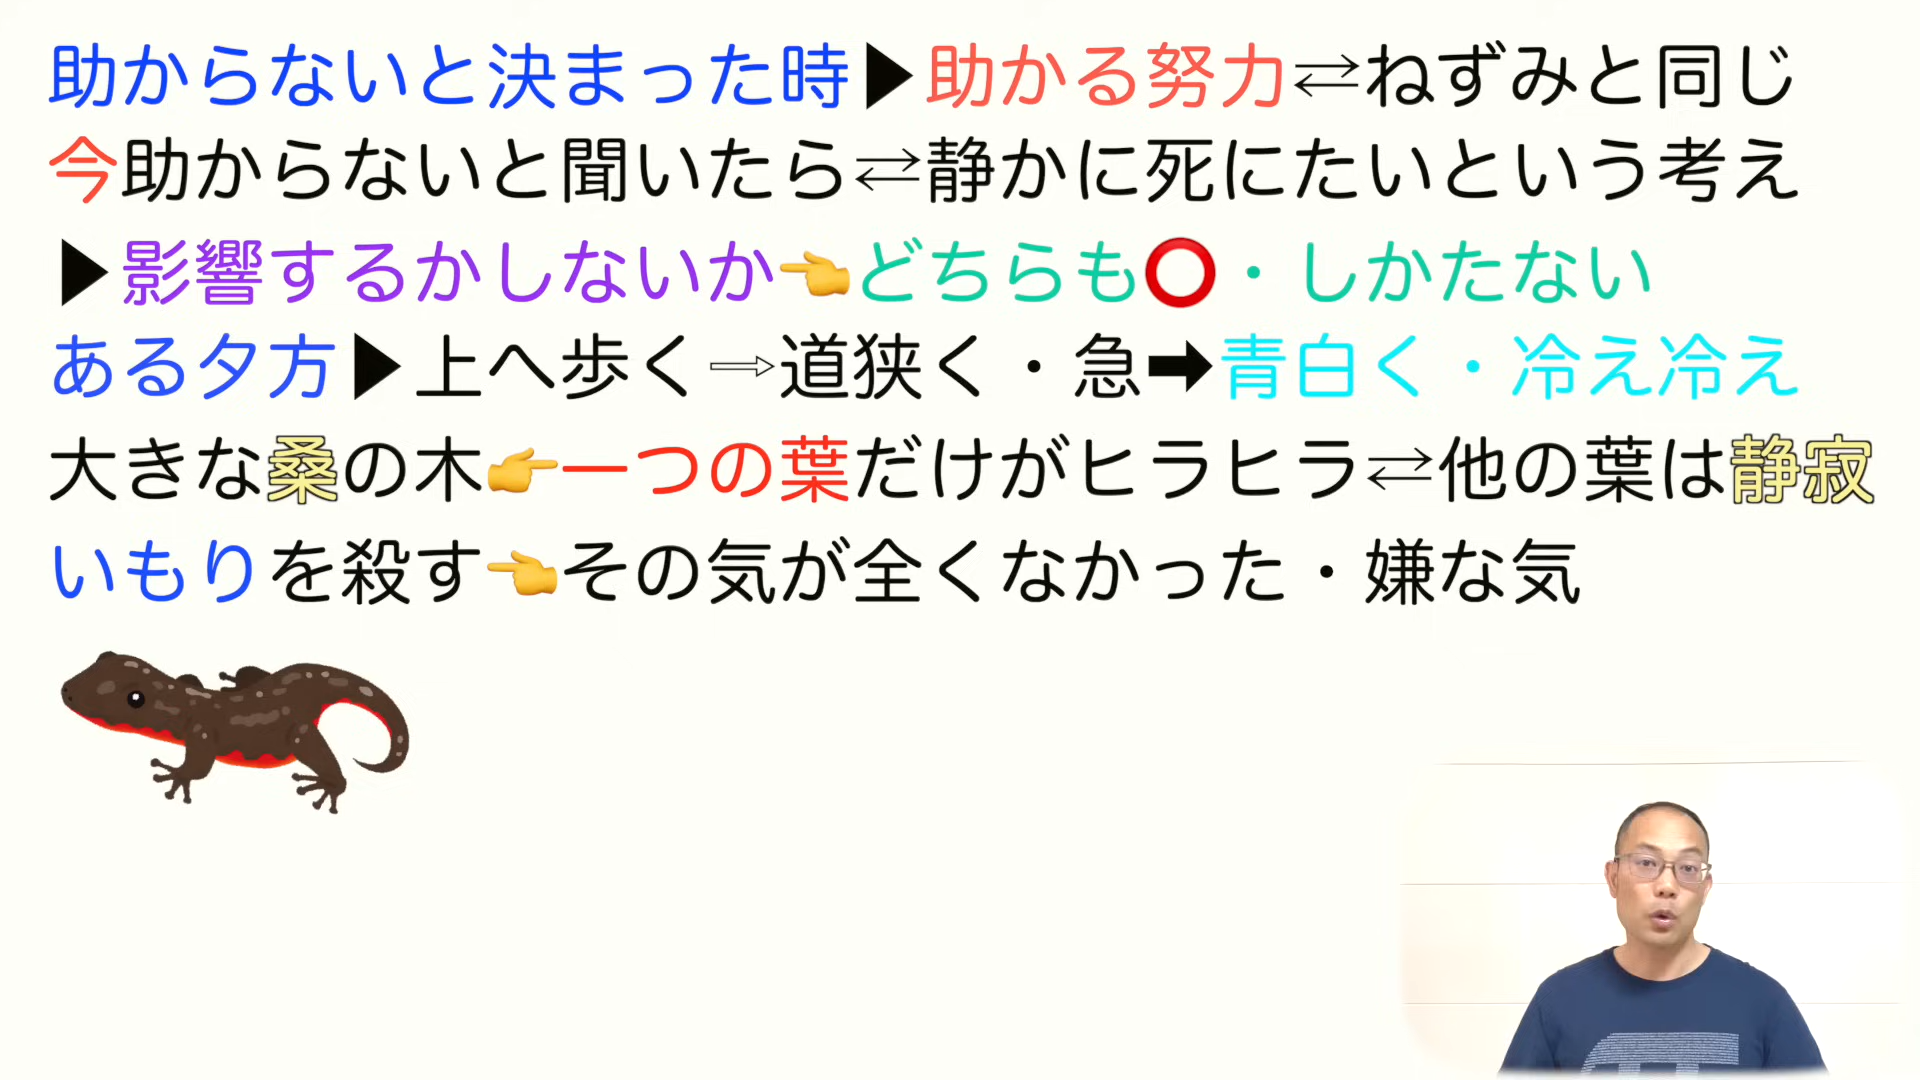 助からないと決まった時▶助かる努力⇄ねずみと同じ
今助からないと聞いたら⇄静かに死にたいという考え
▶影響するかしないか👈どちらも⭕・しかたない
ある夕方▶上へ歩く⇨道狭く・急➡青白く・冷え冷え
大きな桑の木👉一つの葉だけがヒラヒラ⇄他の葉は静寂
いもりを殺す👈その気が全くなかった・嫌な気